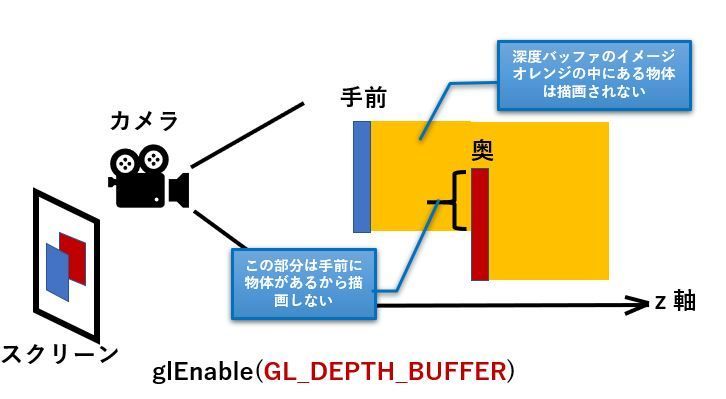 深度バッファのイメージ
オレンジの中にある物体
は描画されない
手前
カメラ
奥
この部分は手前に
物体があるから描
画しない
z 軸
スクリーン
glEnable(GL_DEPTH_BUFFER)